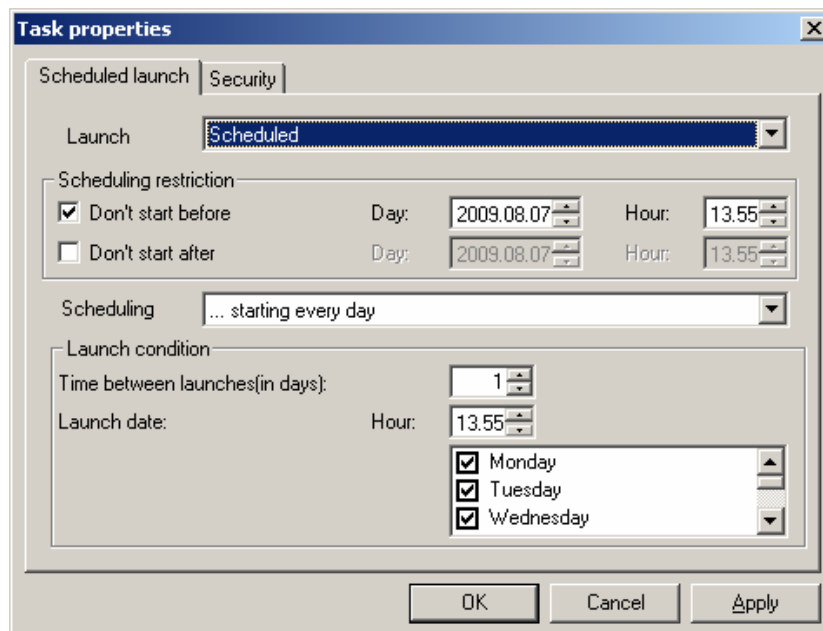 Task properties
Scheduled launch Security
Launch Scheduled
Scheduling restriction
Don't start before Day: 2009.08.07 Hour: 13.55
Don't start after Day: 2009.08.07 Hour: 13.55
Scheduling ... starting every day
Launch condition
Time between launches(in days): 1
Launch date: Hour: 13.55
Monday
Tuesday
Wednesday
OK Cancel Apply